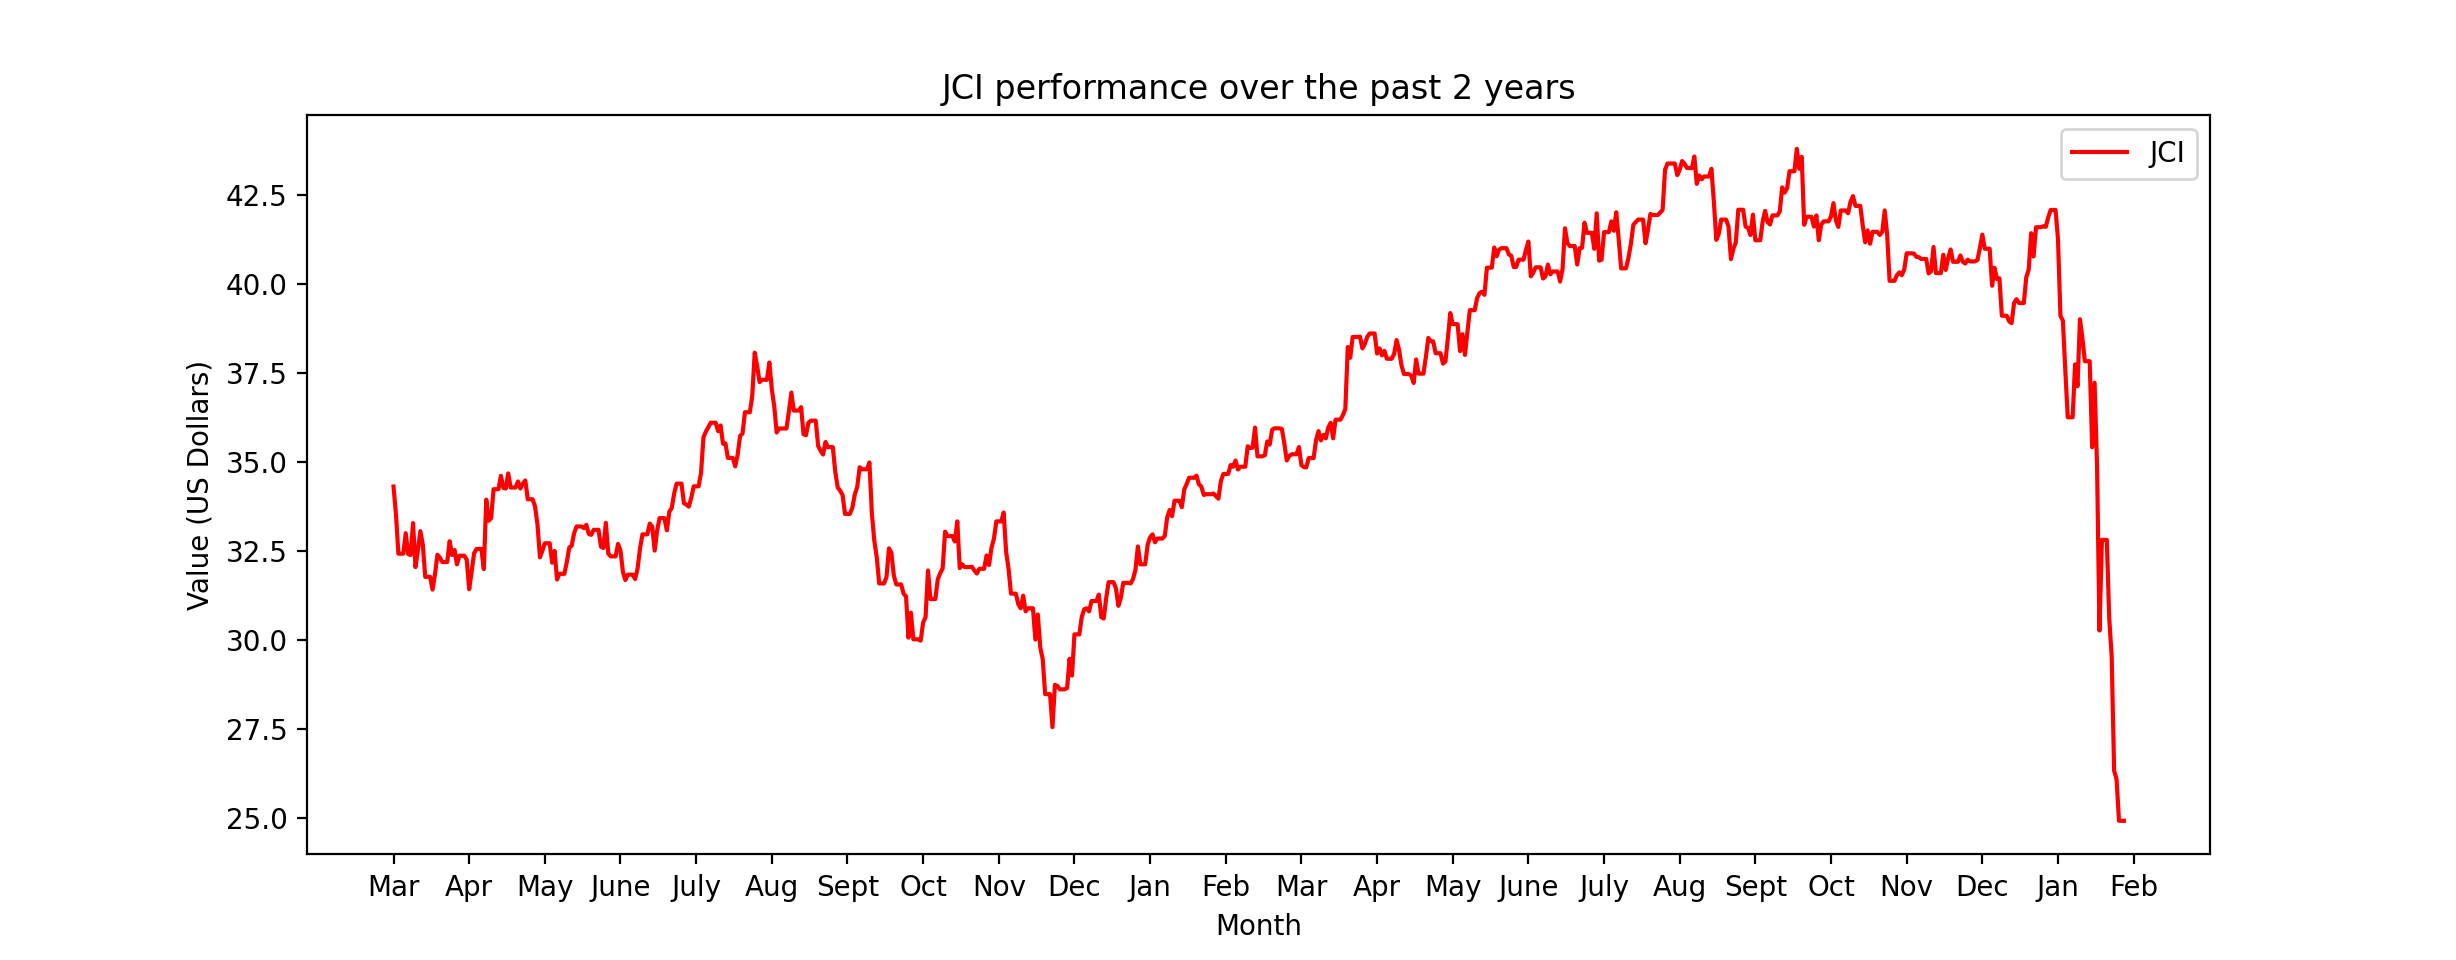 JCI performance over the past 2 years
JCI
Value (US Dollars)
42.5
40.0
37.5
35.0
32.5
30.0
27.5
25.0
Mar Apr May June July Aug Sept Oct Nov Dec Jan Feb Mar Apr May June July Aug Sept Oct Nov Dec Jan Feb
Month